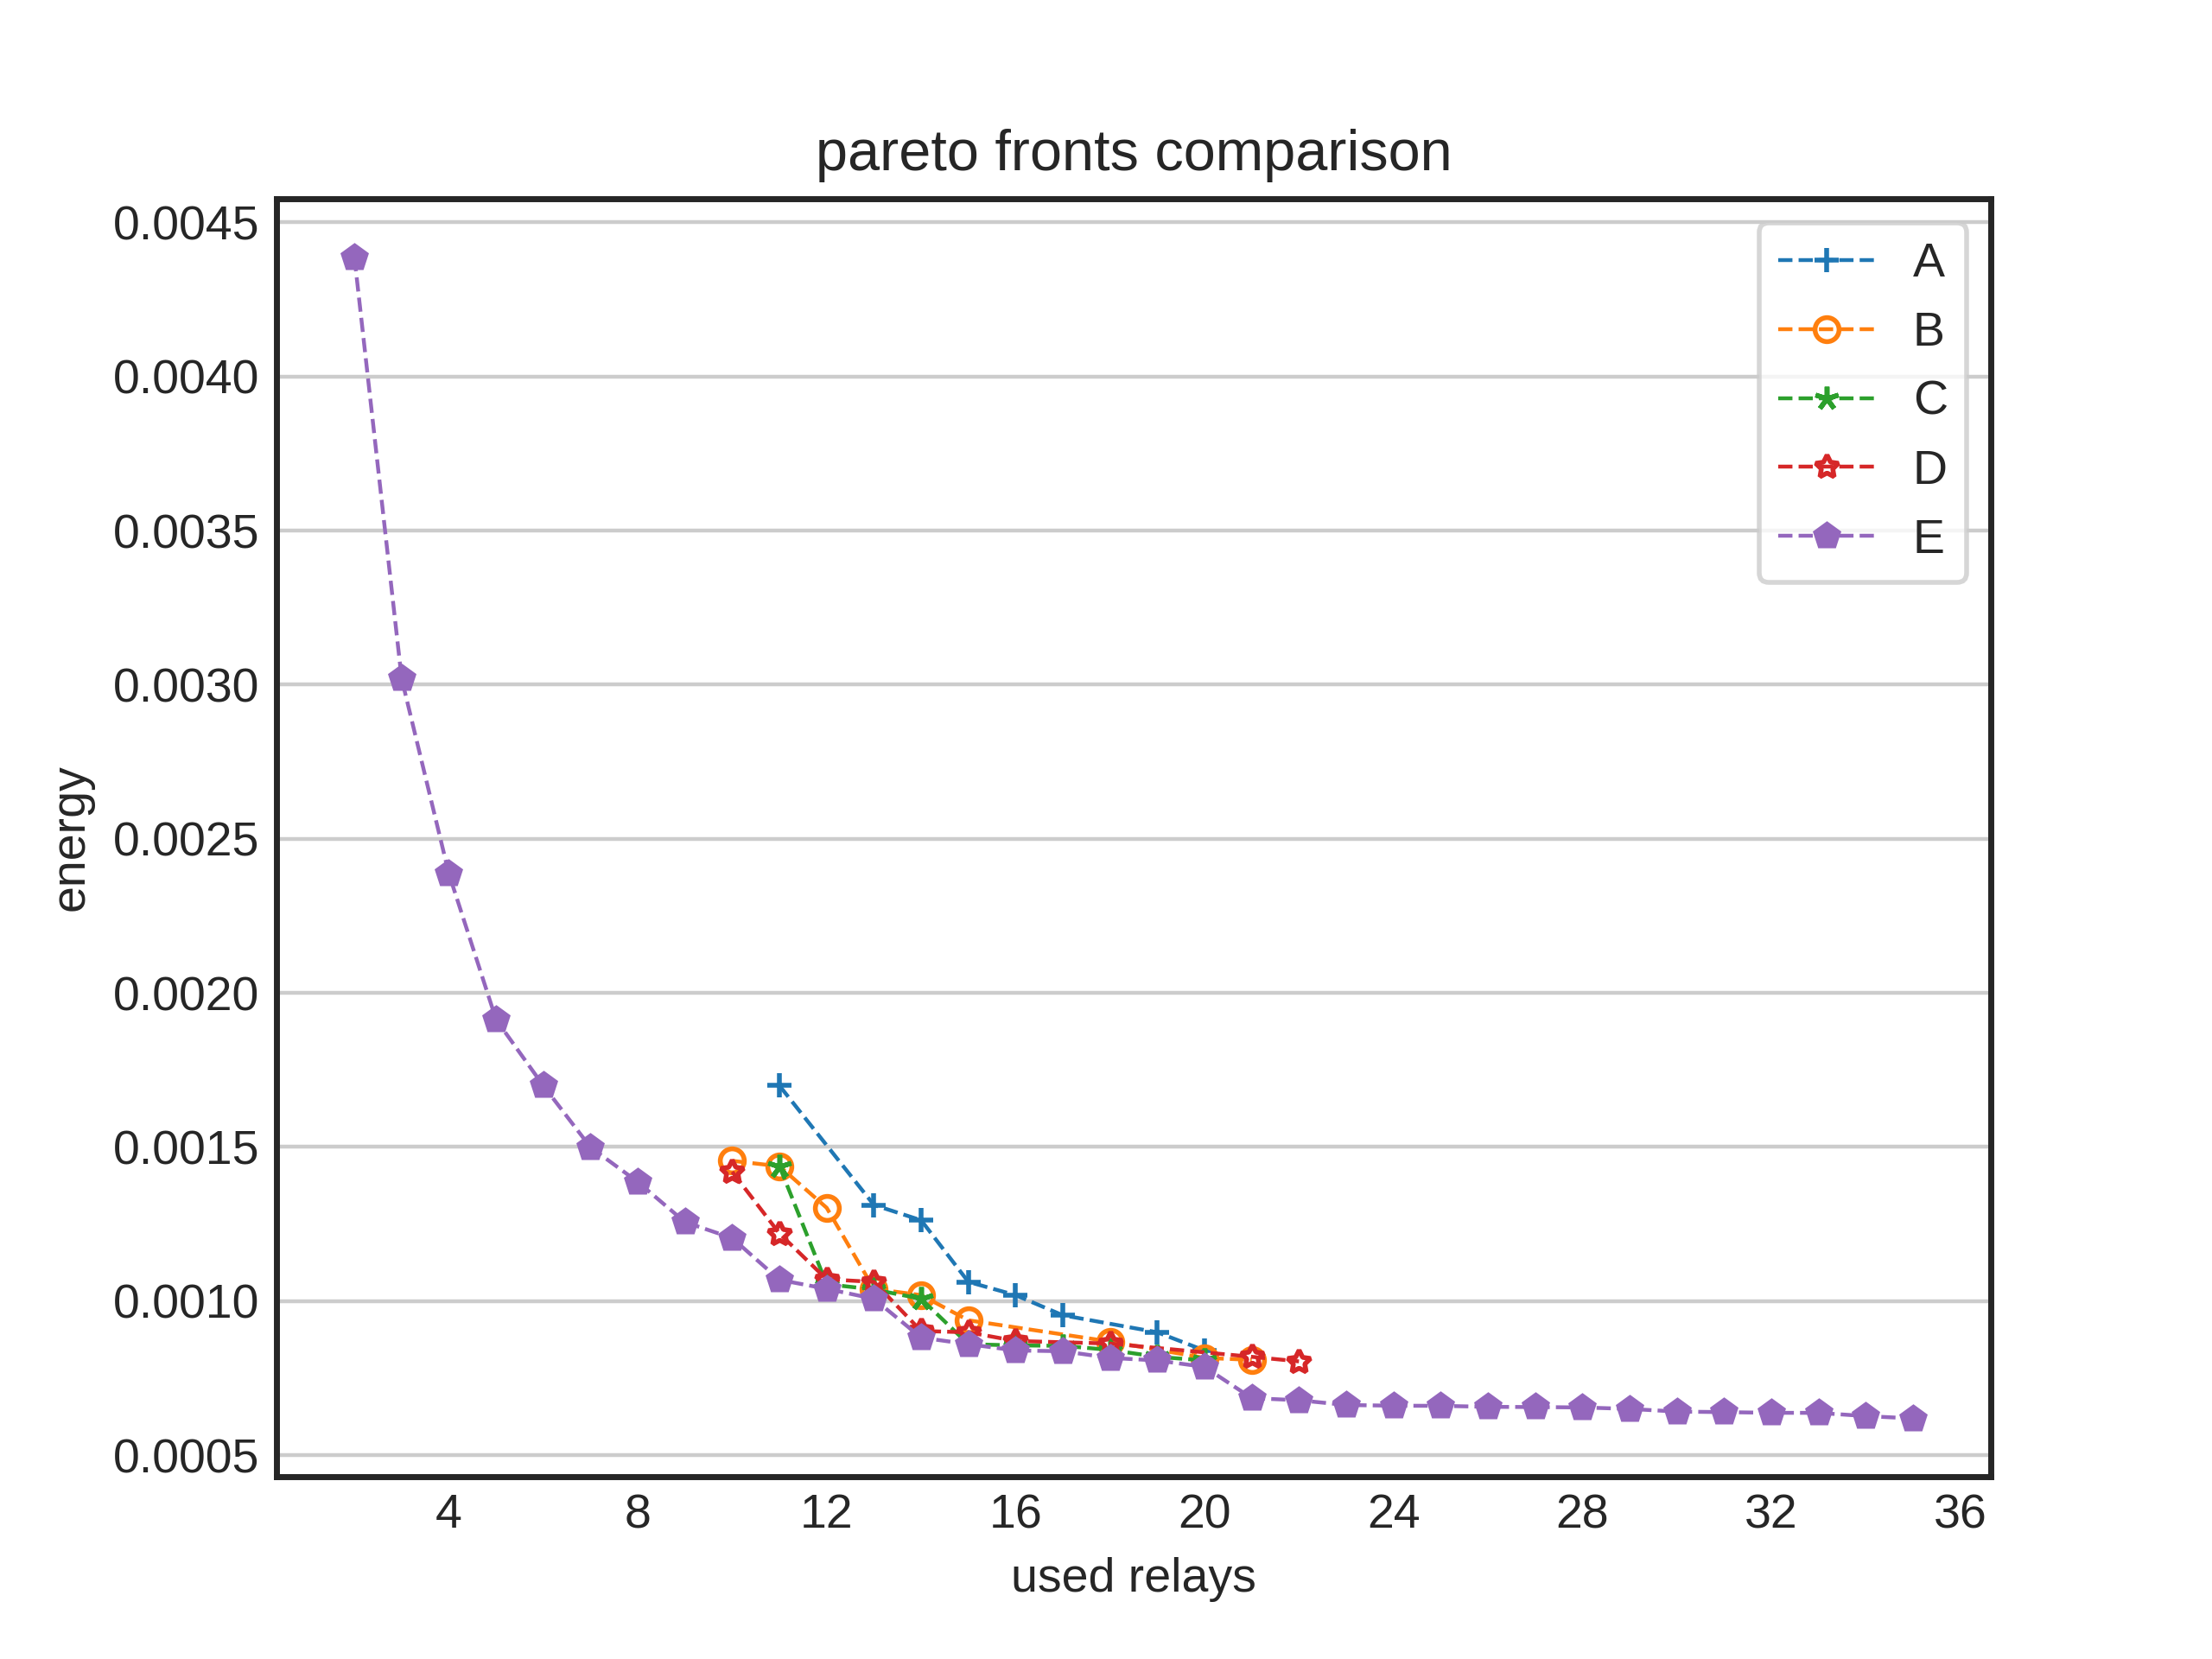 pareto fronts comparison
0.0045
0.0040
0.0035
0.0030
0.0025
0.0020
0.0015
0.0010
0.0005
energy
A
B
C
D
E
4 8 12 16 20 24 28 32 36
used relays